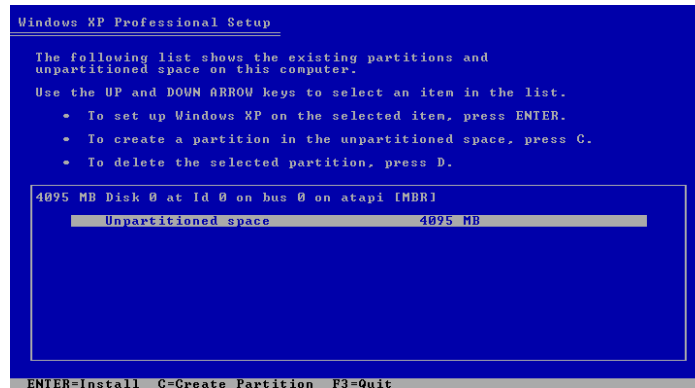 Windows XP Professional Setup
The following list shows the existing partitions and
unpartitioned space on this computer.
Use the UP and DOWN ARROW keys to select an item in the list.
• To set up Windows XP on the selected item, press ENTER.
• To create a partition in the unpartitioned space, press C.
• To delete the selected partition, press D.
4095 MB Disk 0 at Id 0 on bus 0 on atapi [MBR]
Unpartitioned space 4095 MB
ENTER=Install C=Create Partition F3=Quit